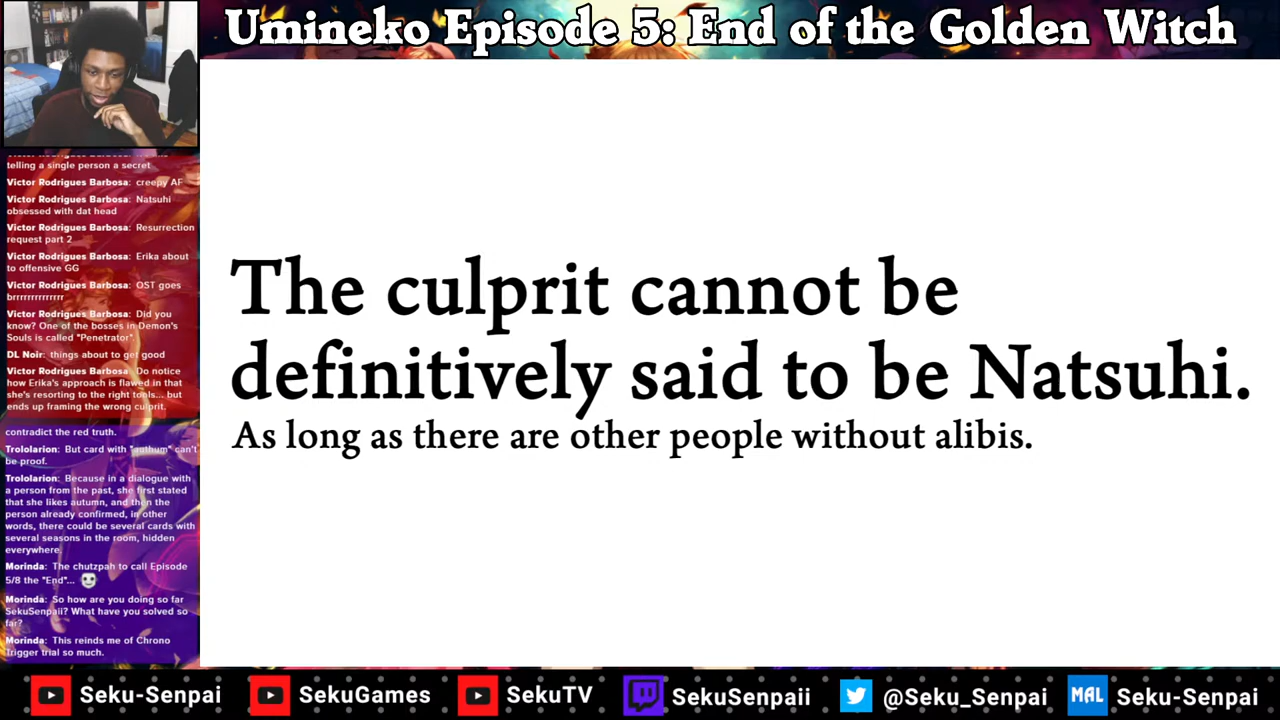 Umineko Episode 5: End of the Golden Witch
telling a single person a secret
Victor Rodrigues Barbosa: creepy AF
Victor Rodrigues Barbosa: Natsuhi
obsessed with dat head
Victor Rodrigues Barbosa: Resurrection
request part 2
Victor Rodrigues Barbosa: Erika about
to offensive GG
Victor Rodrigues Barbosa: OST goes
brrrrrrrrrrrrrr
Victor Rodrigues Barbosa: Did you
know? One of the bosses in Demon's
Souls is called "Penetrator".
DL Noir: things about to get good
Victor Rodrigues Barbosa: Do notice
how Erika's approach is flawed in that
she's resorting to the right tools... but
ends up framing the wrong culprit.
contradict the red truth.
Trololarion: But card with "authum" can't
be proof.
Trololarion: Because in a dialogue with
a person from the past, she first stated
that she likes autumn, and then the
person already confirmed, in other
words, there could be several cards with
several seasons in the room, hidden
everywhere.
Morinda: The chutzpah to call Episode
5/8 the "End"...
Morinda: So how are you doing so far
SekuSenpaii? What have you solved so
far?
Morinda: This reinds me of Chrono
Trigger trial so much.
The culprit cannot be
definitively said to be Natsuhi.
As long as there are other people without alibis.
Seku-Senpai SekuGames SekuTV SekuSenpaii @Seku_Senpai MAL Seku-Senpai